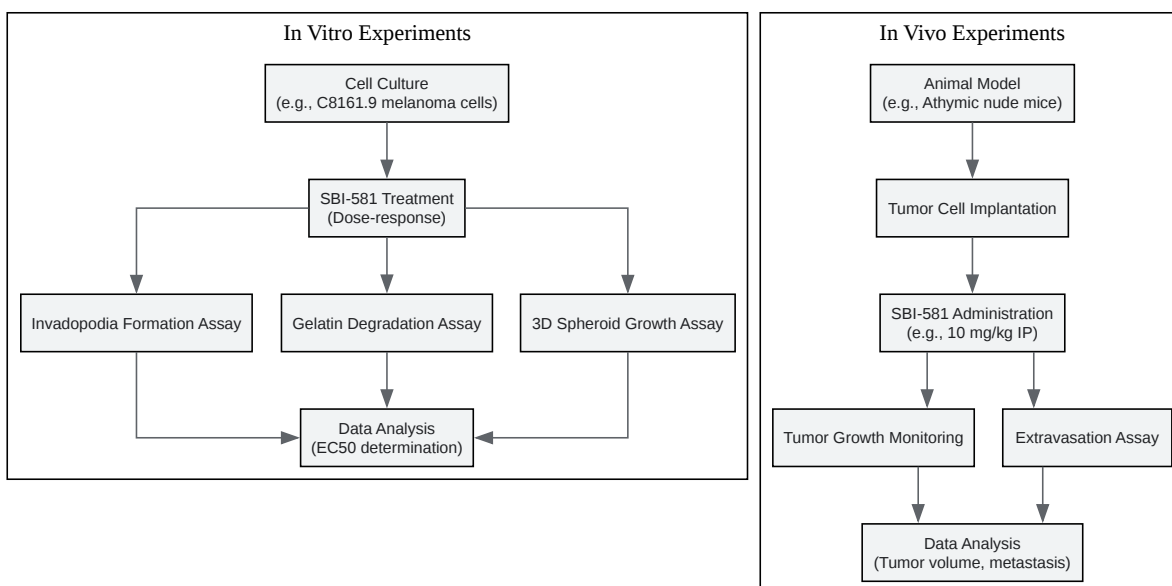 In Vitro Experiments
Cell Culture
(e.g., C8161.9 melanoma cells)
SBI-581 Treatment
(Dose-response)
Invadopodia Formation Assay
Gelatin Degradation Assay
3D Spheroid Growth Assay
Data Analysis
(EC50 determination)
In Vivo Experiments
Animal Model
(e.g., Athymic nude mice)
Tumor Cell Implantation
SBI-581 Administration
(e.g., 10 mg/kg IP)
Tumor Growth Monitoring
Extravasation Assay
Data Analysis
(Tumor volume, metastasis)